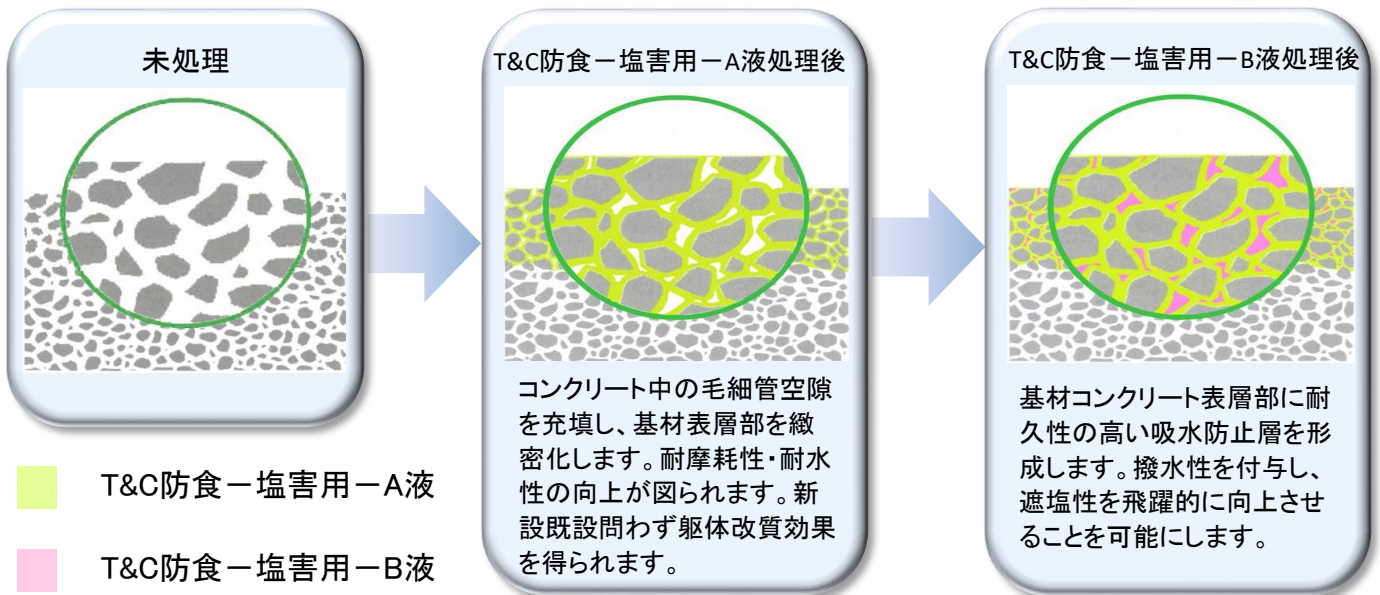 未処理
T&C防食－塩害用－A液処理後
コンクリート中の毛細管空隙
を充填し、基材表層部を緻
密化します。耐摩耗性・耐水
性の向上が図られます。新
設既設問わず躯体改質効果
を得られます。
T&C防食－塩害用－B液処理後
基材コンクリート表層部に耐
久性の高い吸水防止層を形
成します。撥水性を付与し、
遮塩性を飛躍的に向上させ
ることを可能にします。
T&C防食－塩害用－A液
T&C防食－塩害用－B液